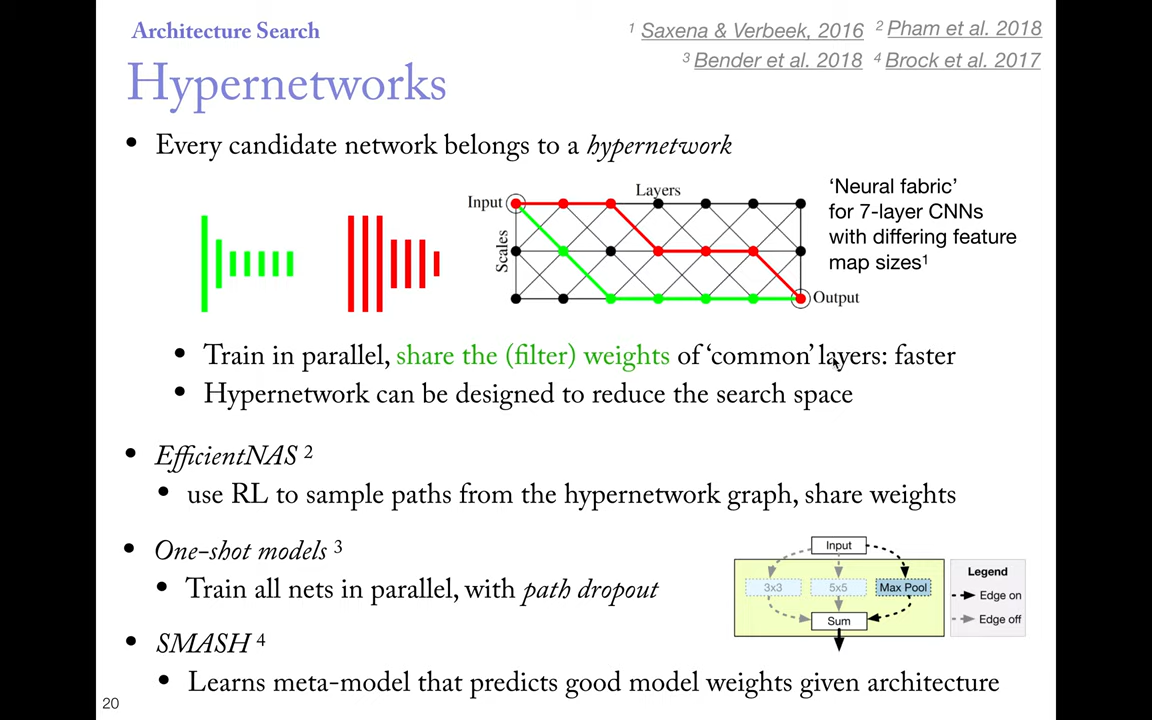 Architecture Search
¹ Saxena & Verbeek, 2016 ² Pham et al. 2018
³ Bender et al. 2018 ⁴ Brock et al. 2017
Hypernetworks
• Every candidate network belongs to a hypernetwork
Layers
Input
Scales
Output
‘Neural fabric’
for 7-layer CNNs
with differing feature
map sizes¹
• Train in parallel, share the (filter) weights of ‘common’ layers: faster
• Hypernetwork can be designed to reduce the search space
• EfficientNAS ²
• use RL to sample paths from the hypernetwork graph, share weights
• One-shot models ³
• Train all nets in parallel, with path dropout
Input
3x3 5x5 Max Pool
Sum
Legend
Edge on
Edge off
• SMASH ⁴
• Learns meta-model that predicts good model weights given architecture
20